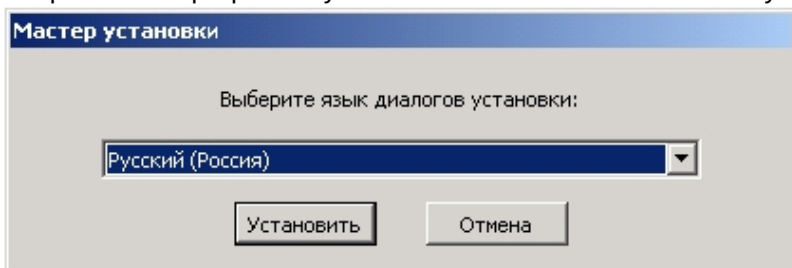 Мастер установки
Выберите язык диалогов установки:
Русский (Россия)
Установить Отмена